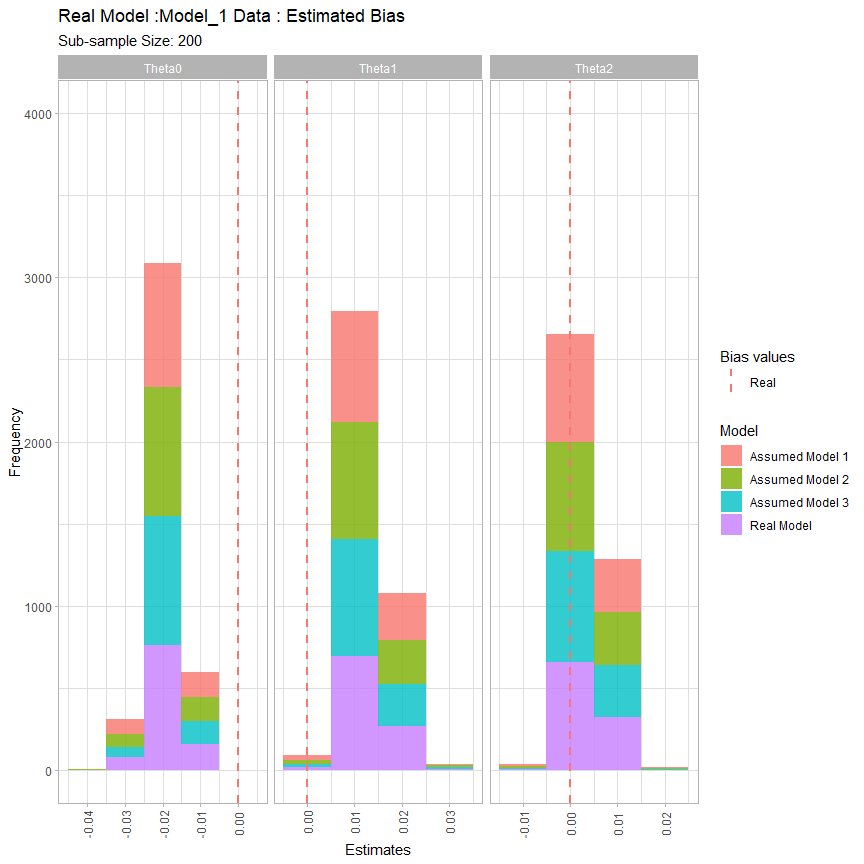 Real Model :Model_1 Data : Estimated Bias
Sub-sample Size: 200
Theta0 Theta1 Theta2
4000
3000
2000
1000
0
Frequency
-0.04 -0.03 -0.02 -0.01 0.00 0.00 0.01 0.02 0.03 -0.01 0.00 0.01 0.02
Estimates
Bias values
Real
Model
Assumed Model 1
Assumed Model 2
Assumed Model 3
Real Model